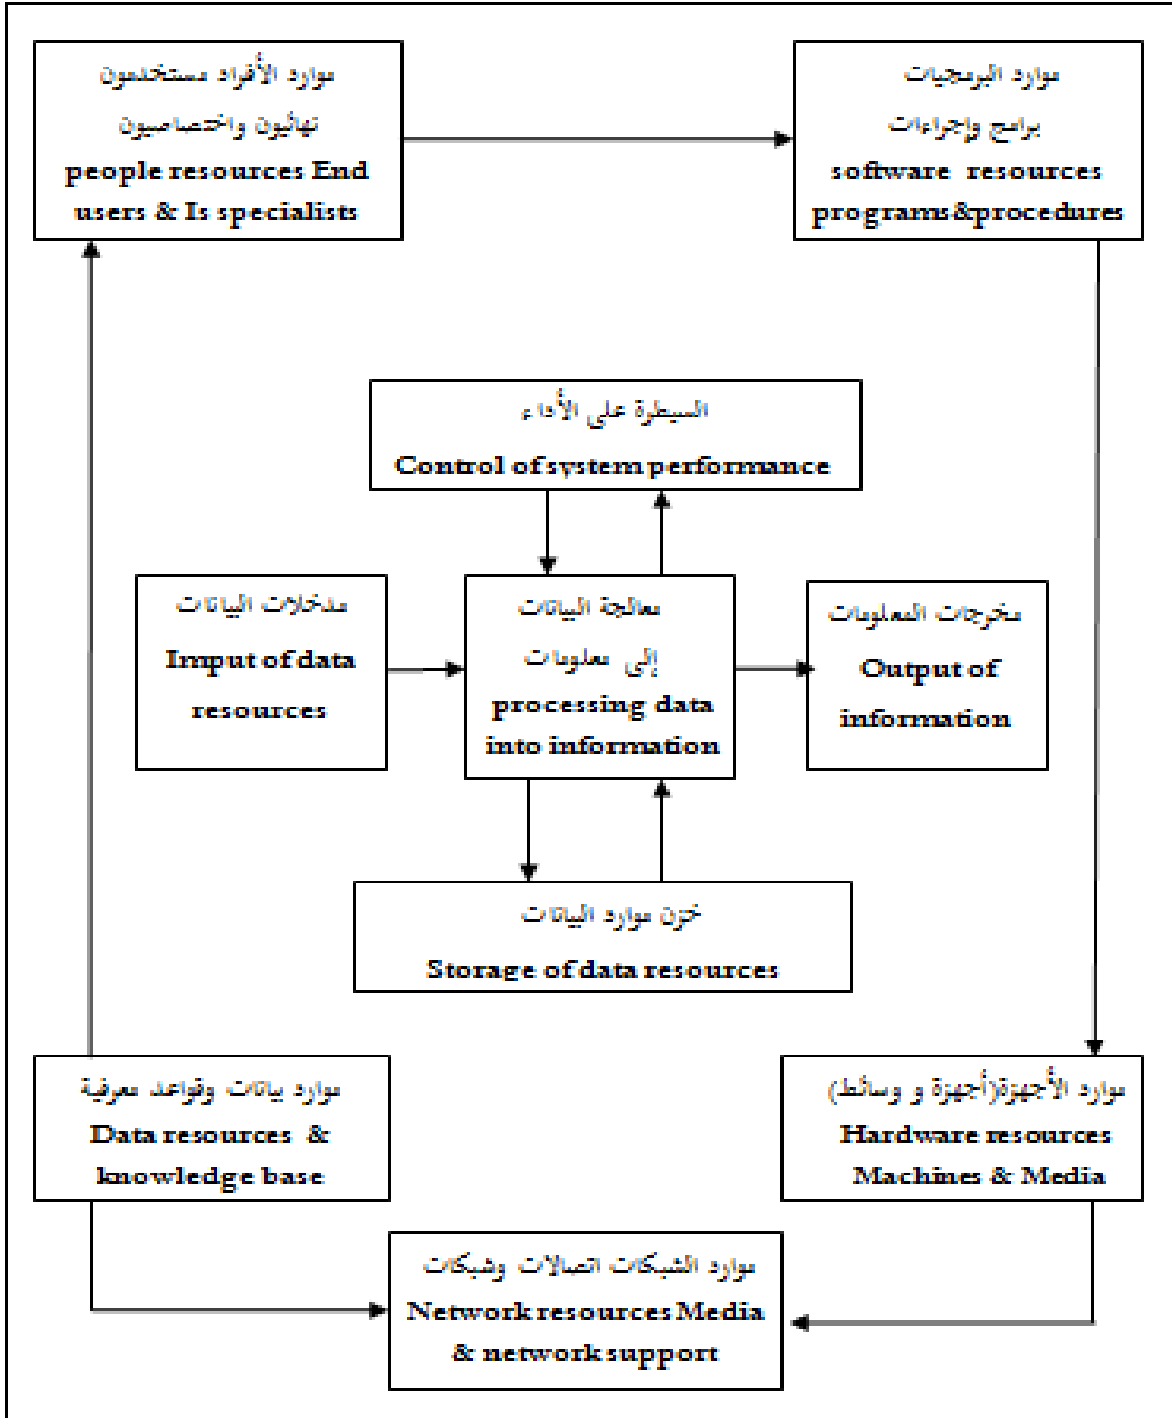 موارد الأفراد مستخدمون
نهائيون واختصاصيون
people resources End
users & Is specialists
موارد البرمجيات
برامج وإجراءات
software resources
programs&procedures
السيطرة على الأداء
Control of system performance
مدخلات البيانات
Imput of data
resources
معالجة البيانات
إلى معلومات
processing data
into information
مخرجات المعلومات
Output of
information
خزن موارد البيانات
Storage of data resources
موارد بيانات وقواعد معرفية
Data resources &
knowledge base
موارد الأجهزة(أجهزة و وسائط)
Hardware resources
Machines & Media
موارد الشبكات اتصالات وشبكات
Network resources Media
& network support